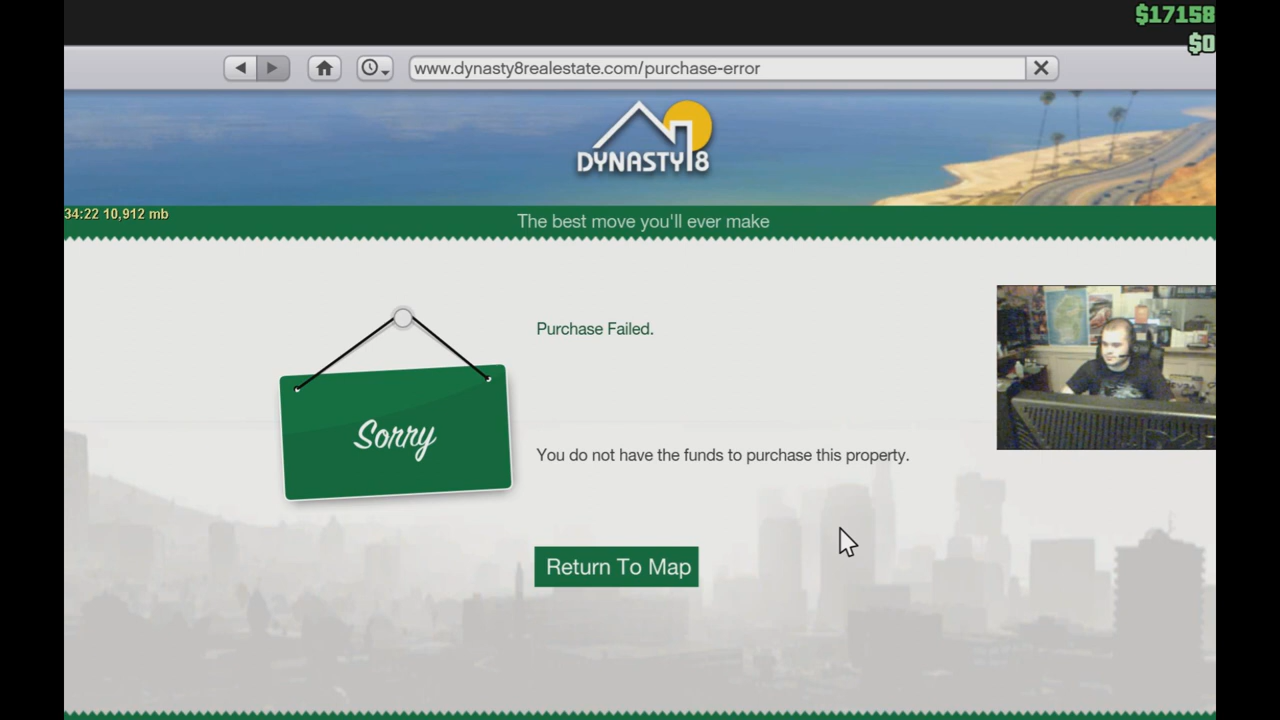 $17158
$0
www.dynasty8realestate.com/purchase-error
DYNASTY8
34:22 10,912 mb
The best move you'll ever make
Purchase Failed.
Sorry
You do not have the funds to purchase this property.
Return To Map